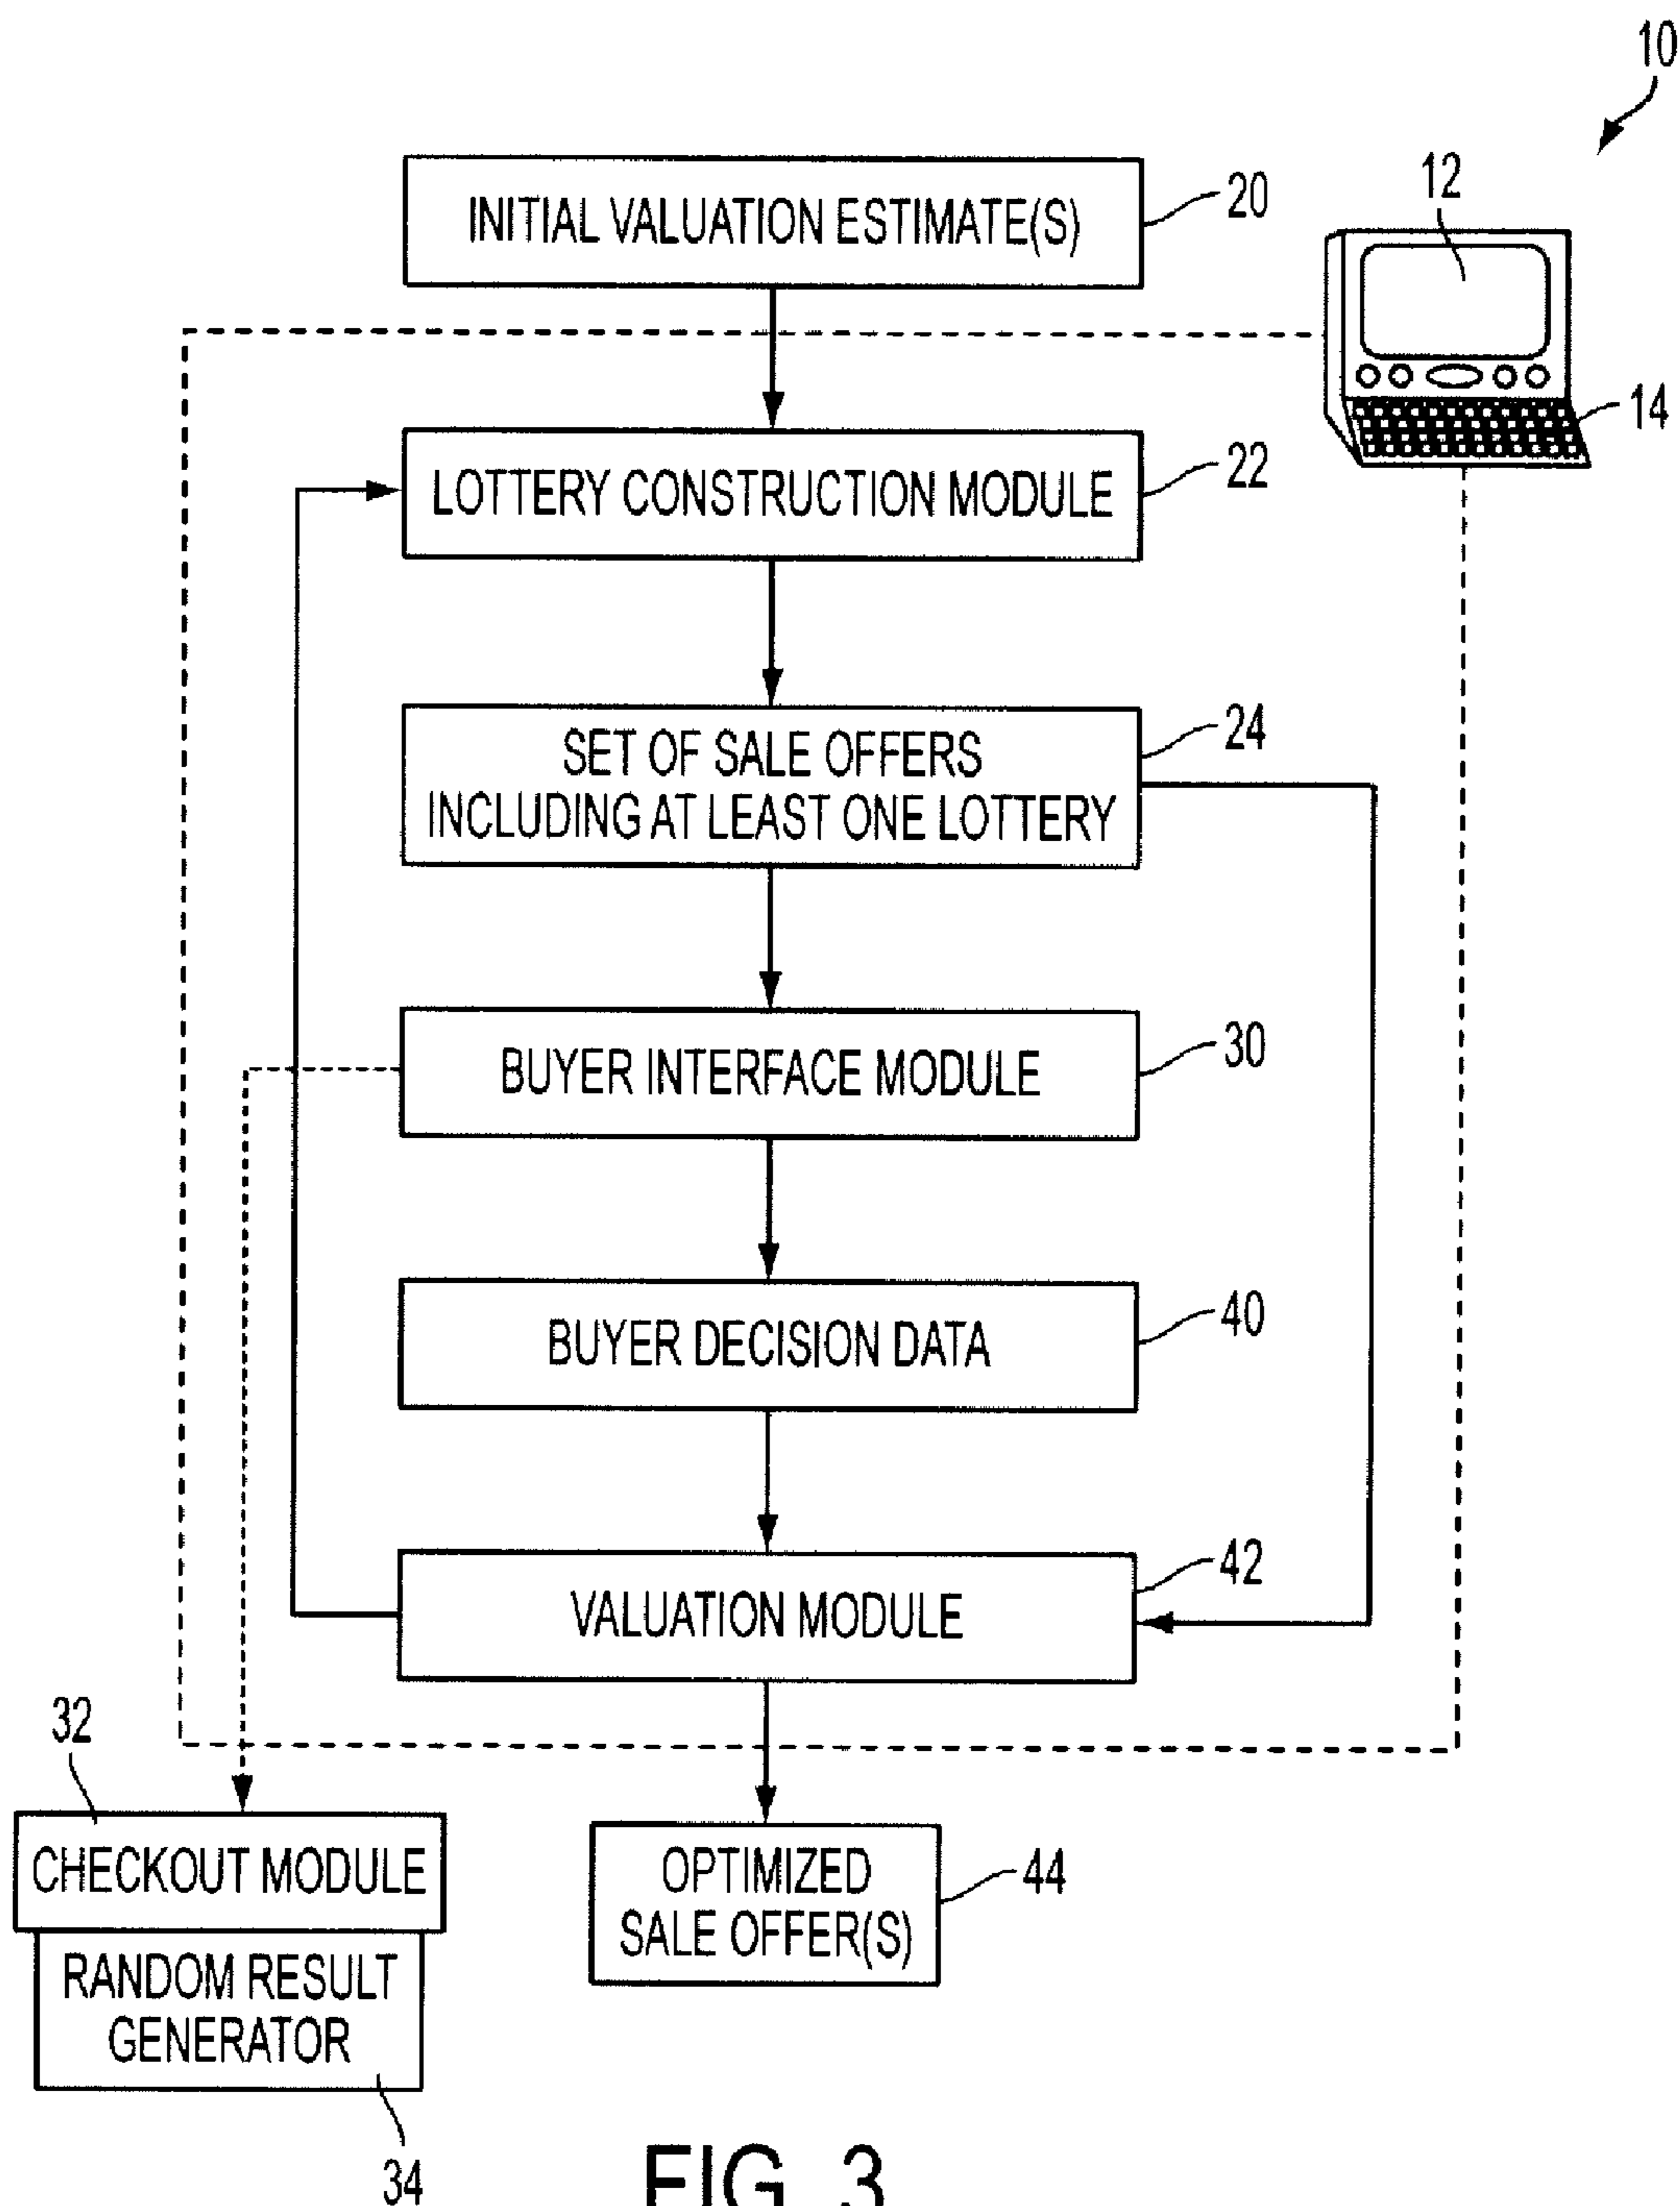 10
INITIAL VALUATION ESTIMATE(S)
20
12
14
LOTTERY CONSTRUCTION MODULE
22
SET OF SALE OFFERS
INCLUDING AT LEAST ONE LOTTERY
24
BUYER INTERFACE MODULE
30
BUYER DECISION DATA
40
VALUATION MODULE
42
32
CHECKOUT MODULE
RANDOM RESULT
GENERATOR
34
OPTIMIZED
SALE OFFER(S)
44
FIG. 3